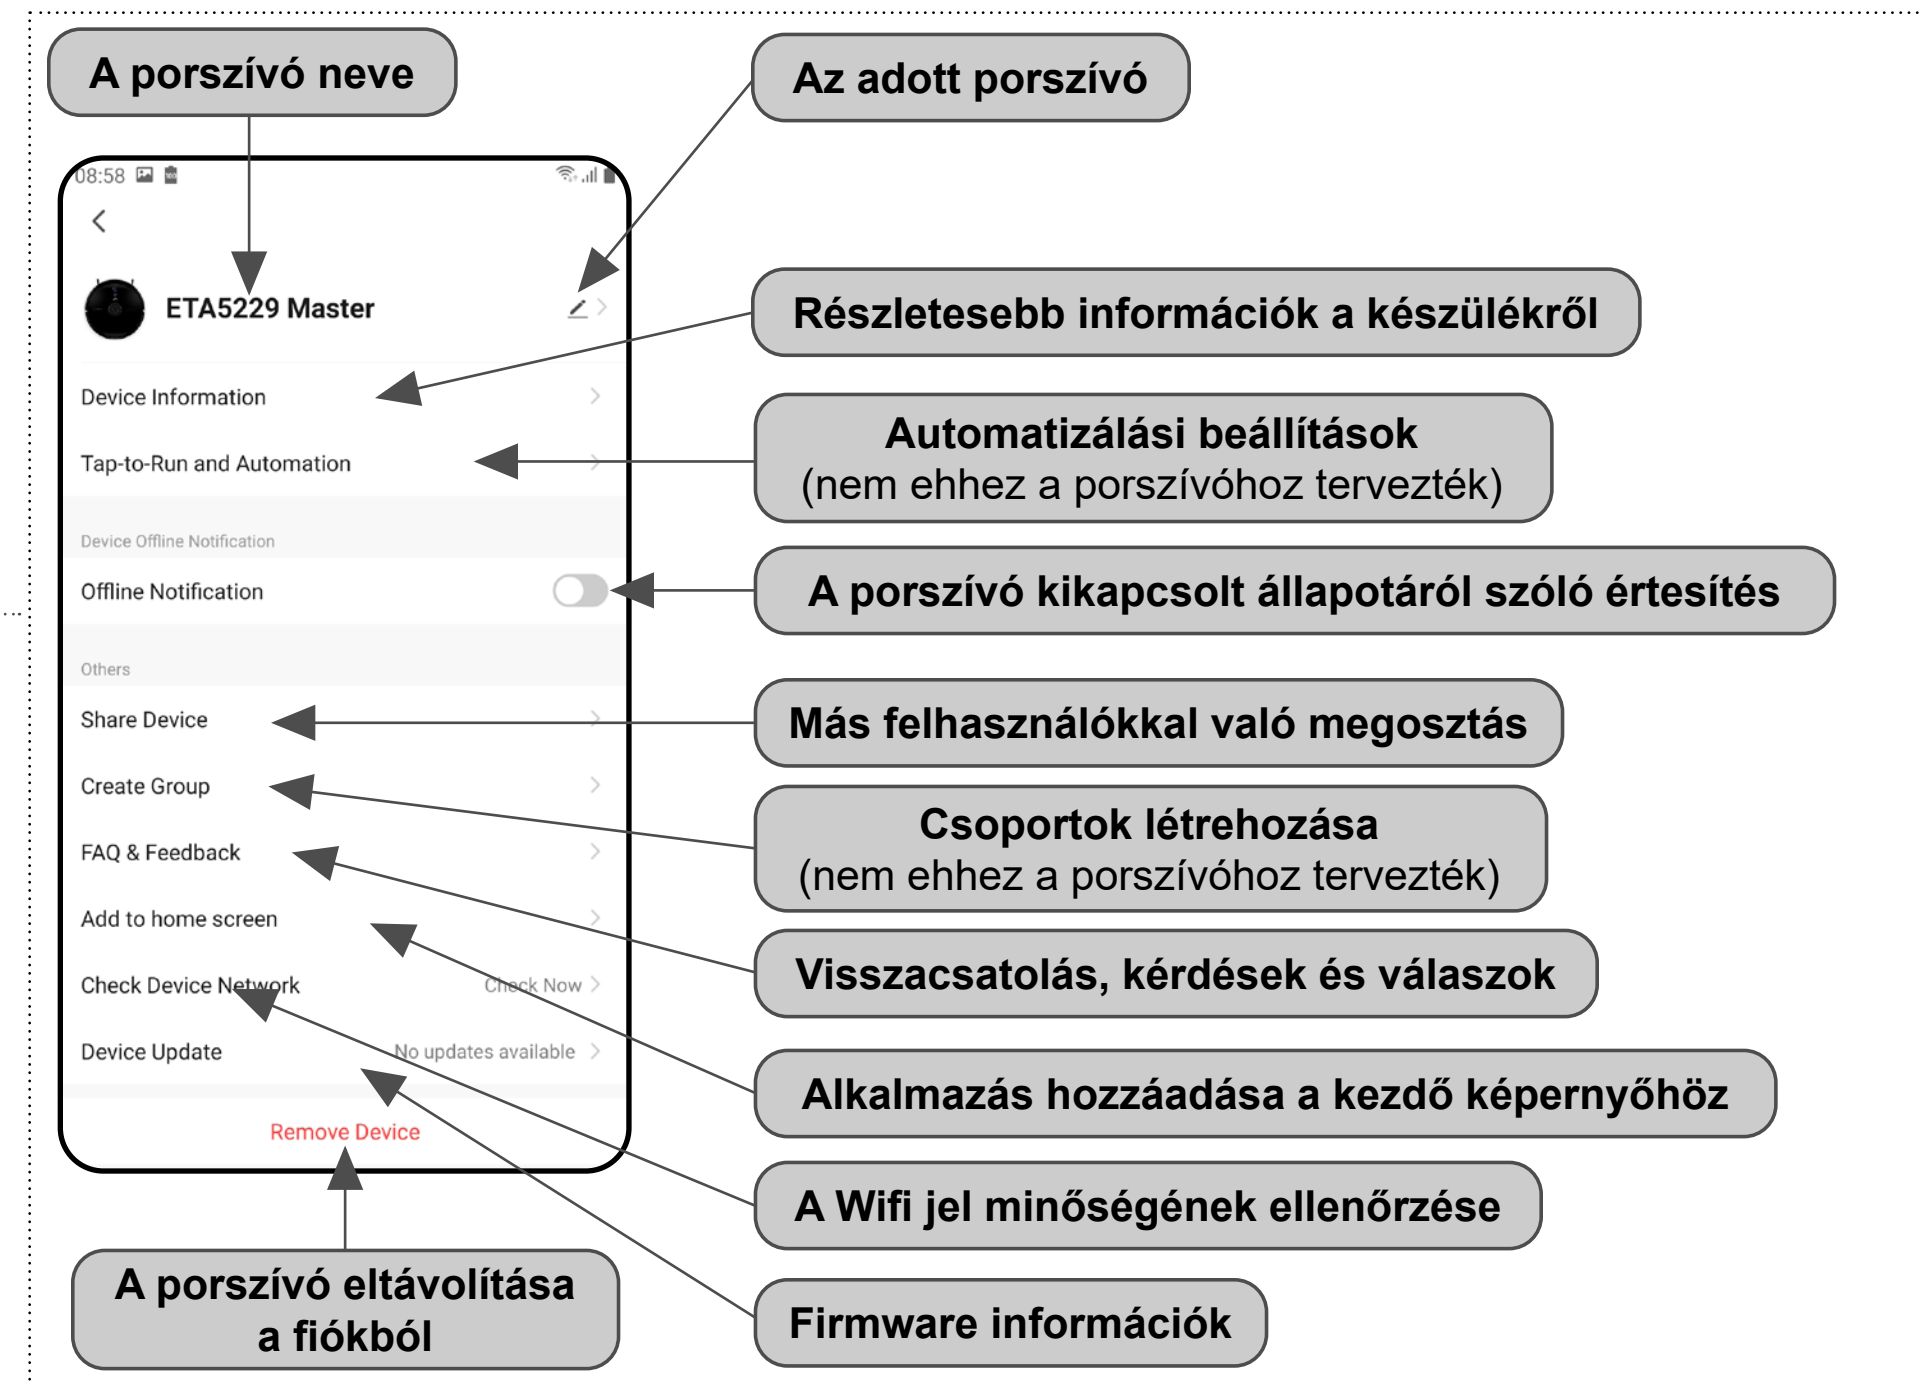 A porszívó neve
Az adott porszívó
08:58
ETA5229 Master
Részletesebb információk a készülékről
Device Information
Automatizálási beállítások
(nem ehhez a porszívóhoz tervezték)
Tap-to-Run and Automation
Device Offline Notification
Offline Notification
A porszívó kikapcsolt állapotáról szóló értesítés
Others
Share Device
Más felhasználókkal való megosztás
Create Group
Csoportok létrehozása
(nem ehhez a porszívóhoz tervezték)
FAQ & Feedback
Add to home screen
Visszacsatolás, kérdések és válaszok
Check Device Network Check Now
Device Update No updates available
Alkalmazás hozzáadása a kezdő képernyőhöz
Remove Device
A Wifi jel minőségének ellenőrzése
A porszívó eltávolítása
a fiókból
Firmware információk